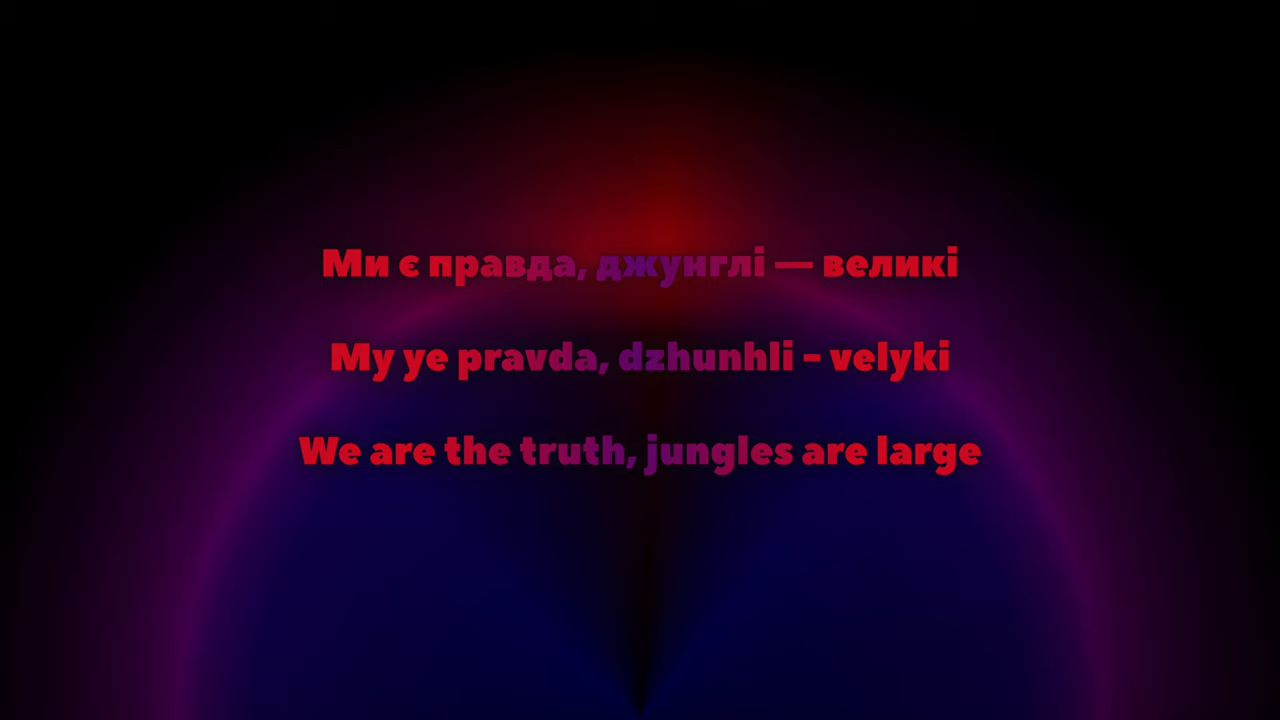 Ми є правда, джунглі — великі
My ye pravda, dzhunhli – velyki
We are the truth, jungles are large